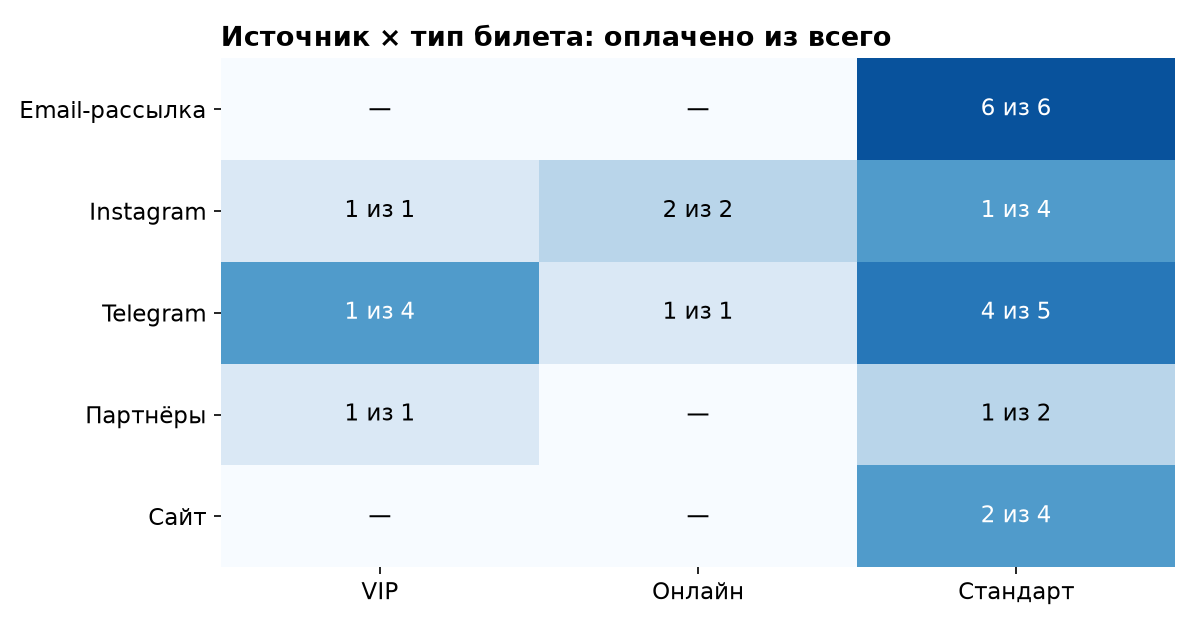 Источник × тип билета: оплачено из всего
Email-рассылка — — 6 из 6
Instagram 1 из 1 2 из 2 1 из 4
Telegram 1 из 4 1 из 1 4 из 5
Партнёры 1 из 1 — 1 из 2
Сайт — — 2 из 4
VIP Онлайн Стандарт